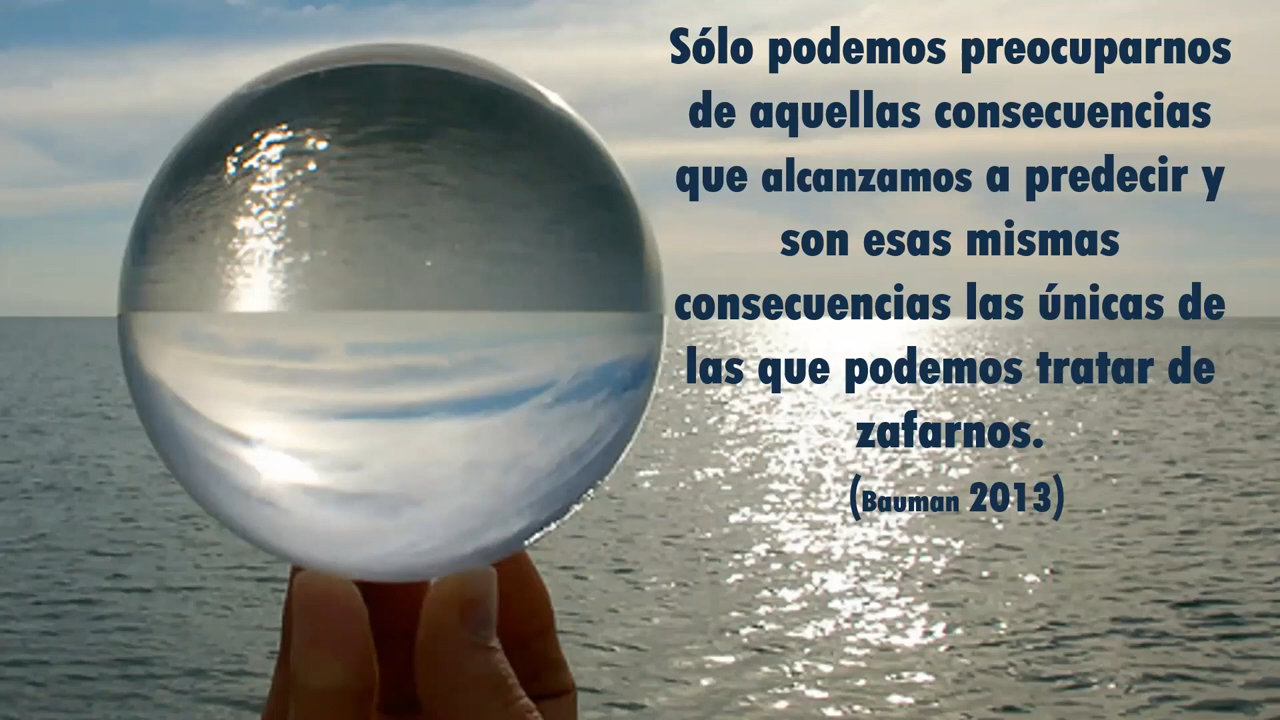 Sólo podemos preocuparnos
de aquellas consecuencias
que alcanzamos a predecir y
son esas mismas
consecuencias las únicas de
las que podemos tratar de
zafarnos.
(Bauman 2013)